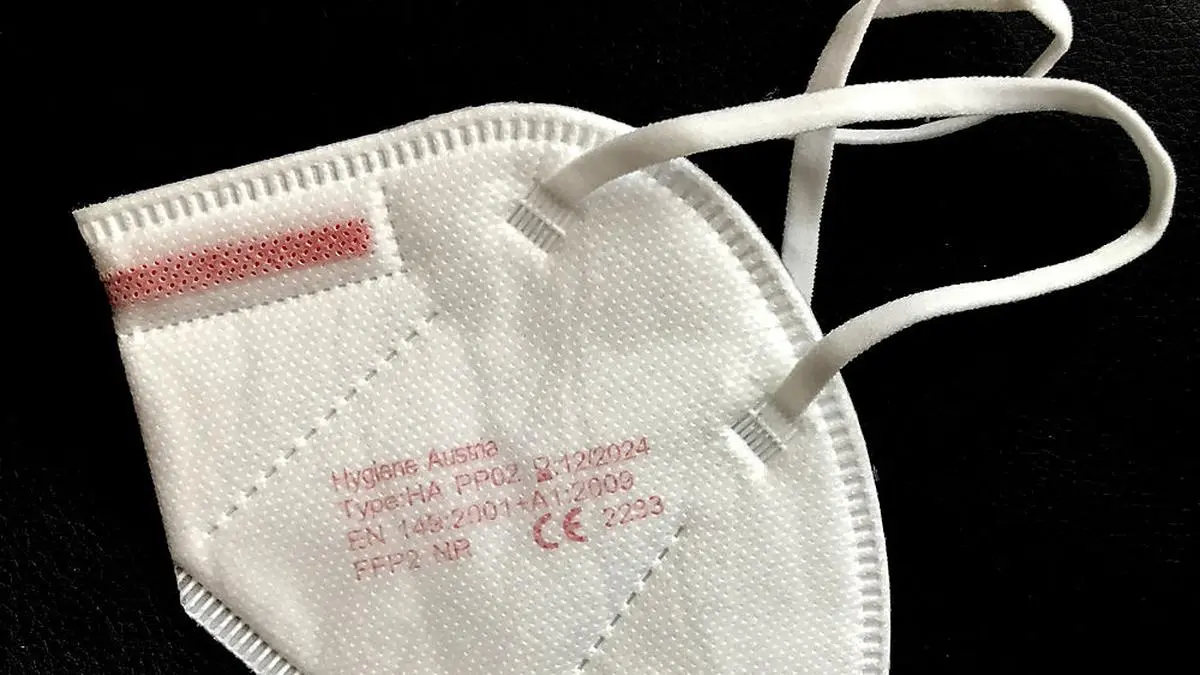 Hygiene Austria
Type:HA PP02 ⌛:12/2024
EN 149:2001+A1:2009
FFP2 NR CE 2233